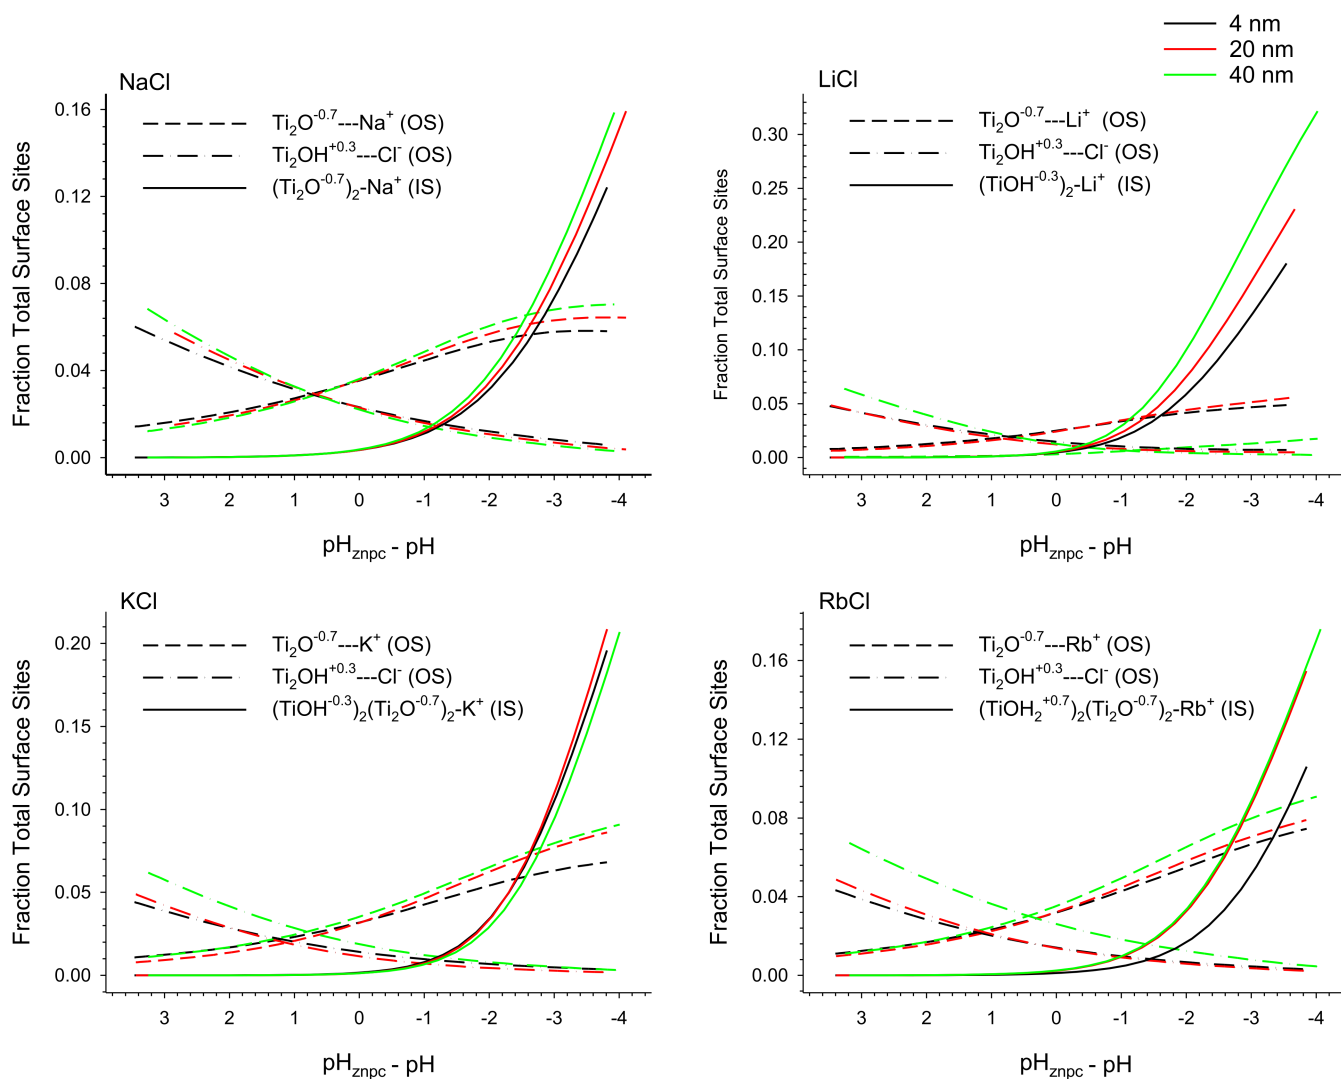 4 nm
20 nm
40 nm
NaCl
Ti₂O⁻⁰·⁷---Na⁺ (OS)
Ti₂OH⁺⁰·³---Cl⁻ (OS)
(Ti₂O⁻⁰·⁷)₂-Na⁺ (IS)
Fraction Total Surface Sites
0.16
0.12
0.08
0.04
0.00
3 2 1 0 -1 -2 -3 -4
pHznpc - pH
LiCl
Ti₂O⁻⁰·⁷---Li⁺ (OS)
Ti₂OH⁺⁰·³---Cl⁻ (OS)
(TiOH⁻⁰·³)₂-Li⁺ (IS)
Fraction Total Surface Sites
0.30
0.25
0.20
0.15
0.10
0.05
0.00
3 2 1 0 -1 -2 -3 -4
pHznpc - pH
KCl
Ti₂O⁻⁰·⁷---K⁺ (OS)
Ti₂OH⁺⁰·³---Cl⁻ (OS)
(TiOH⁻⁰·³)₂(Ti₂O⁻⁰·⁷)₂-K⁺ (IS)
Fraction Total Surface Sites
0.20
0.15
0.10
0.05
0.00
3 2 1 0 -1 -2 -3 -4
pHznpc - pH
RbCl
Ti₂O⁻⁰·⁷---Rb⁺ (OS)
Ti₂OH⁺⁰·³---Cl⁻ (OS)
(TiOH₂⁺⁰·⁷)₂(Ti₂O⁻⁰·⁷)₂-Rb⁺ (IS)
Fraction Total Surface Sites
0.16
0.12
0.08
0.04
0.00
3 2 1 0 -1 -2 -3 -4
pHznpc - pH